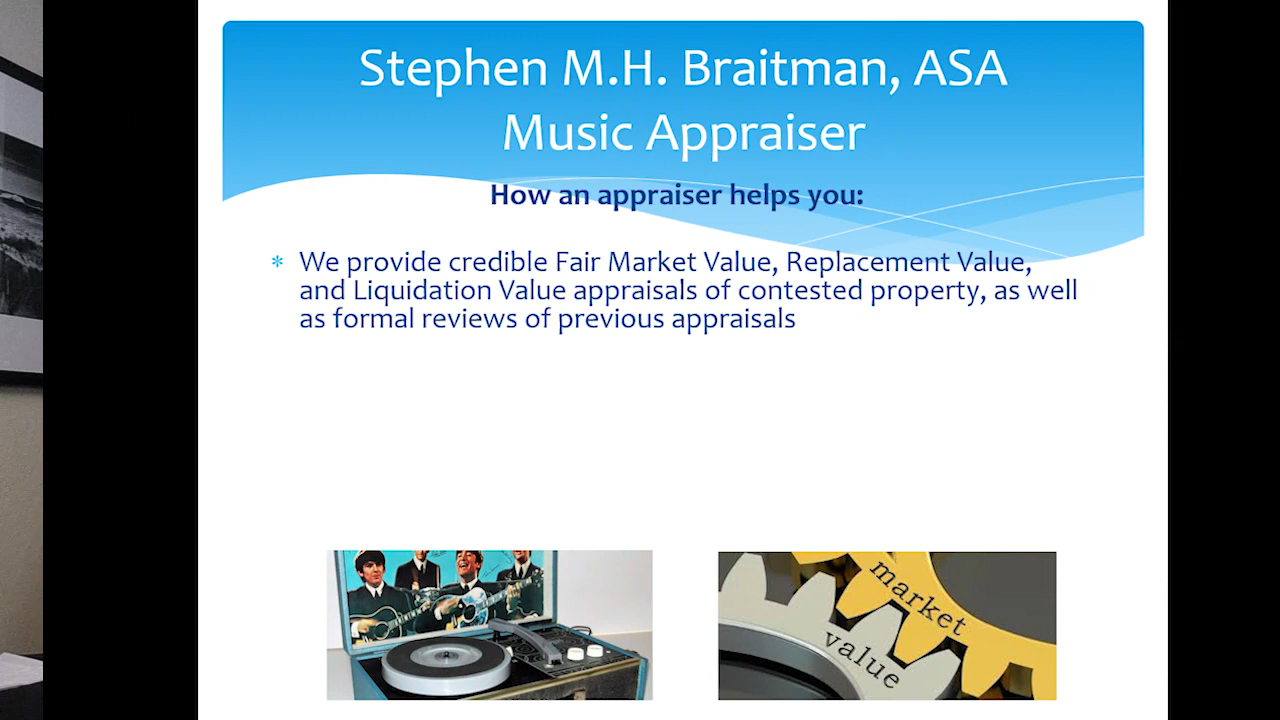 Stephen M.H. Braitman, ASA
Music Appraiser
How an appraiser helps you:
* We provide credible Fair Market Value, Replacement Value,
and Liquidation Value appraisals of contested property, as well
as formal reviews of previous appraisals
market
value